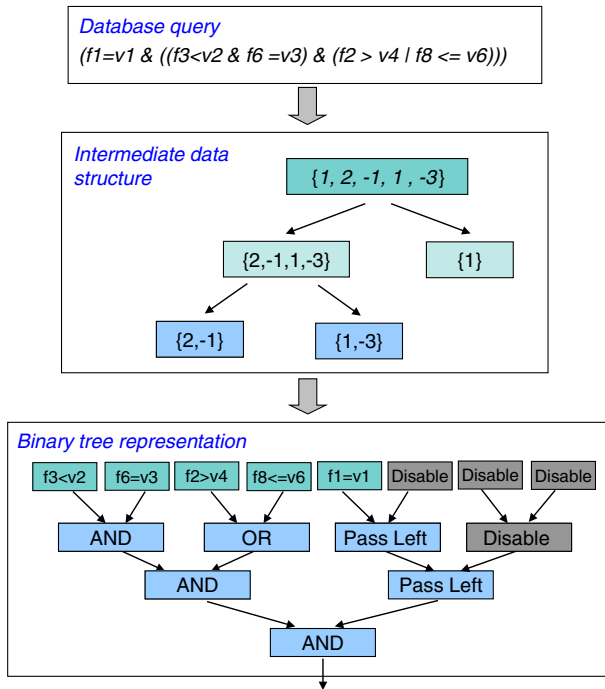 Database query
(f1=v1 & ((f3<v2 & f6 =v3) & (f2 > v4 | f8 <= v6)))
Intermediate data
structure
{1, 2, -1, 1 , -3}
{2,-1,1,-3}
{1}
{2,-1}
{1,-3}
Binary tree representation
f3<v2
f6=v3
f2>v4
f8<=v6
f1=v1
Disable
Disable
Disable
AND
OR
Pass Left
Disable
AND
Pass Left
AND